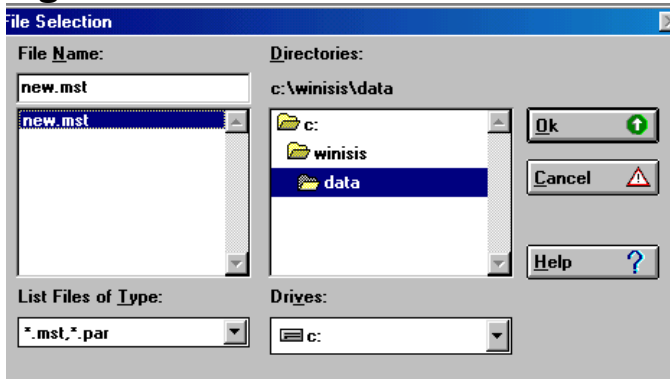 File Selection
File Name:
new.mst
new.mst
List Files of Type:
*.mst,*.par
Directories:
c:\winisis\data
c:
winisis
data
Drives:
c:
Ok
Cancel
Help